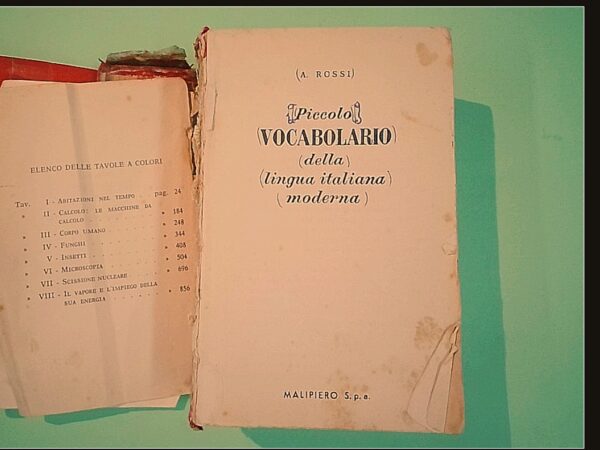 ELENCO DELLE TAVOLE A COLORI
Tav. I - Abitazioni nel tempo . pag. 24
» II - Calcolo: le macchine da
calcolo . . . . . . . » 184
» III - Corpo umano . . . . » 248
» IV - Funghi . . . . . . » 344
» V - Insetti . . . . . . » 408
» VI - Microscopia . . . . » 504
» VII - Scissione nucleare . . . » 696
» VIII - Il vapore e l'impiego della
sua energia . . . . . . » 856
(A. ROSSI)
Piccolo
(VOCABOLARIO)
(della)
(lingua italiana)
(moderna)
MALIPIERO S.p.a.